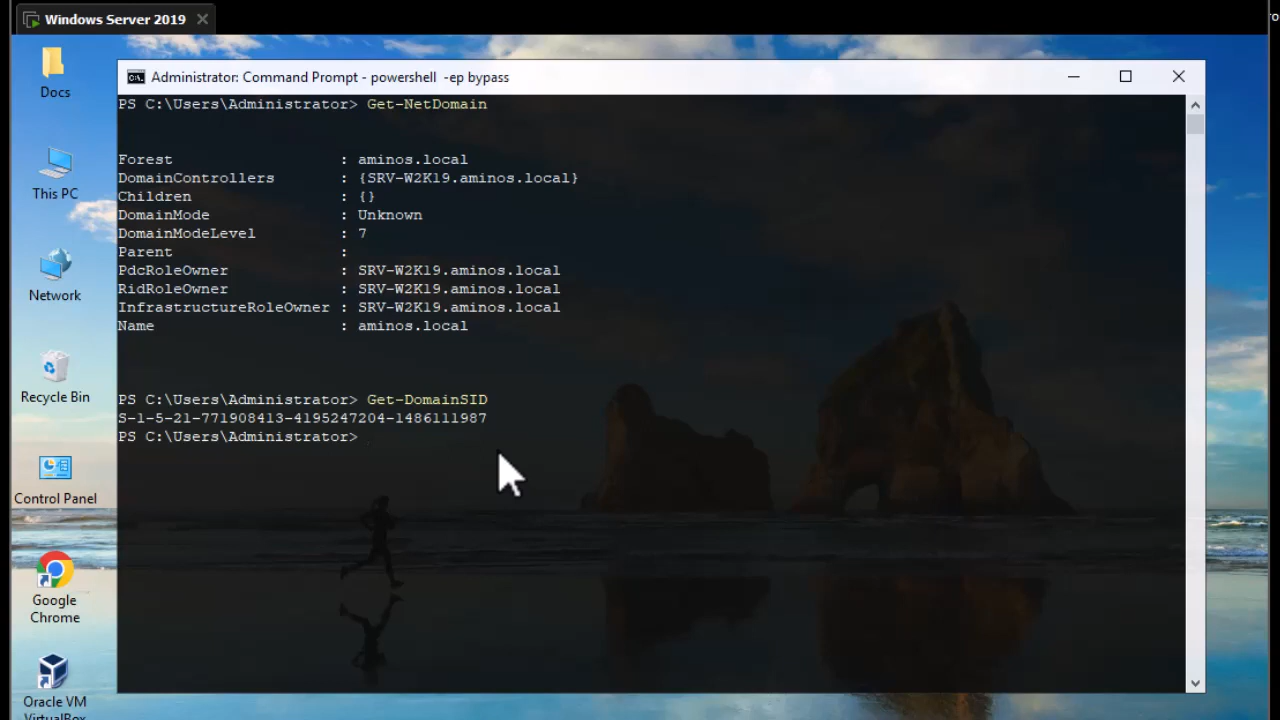 Windows Server 2019
ro
Docs
This PC
Network
Recycle Bin
Control Panel
Google
Chrome
Oracle VM
VirtualBox
Administrator: Command Prompt - powershell -ep bypass
PS C:\Users\Administrator> Get-NetDomain
Forest : aminos.local
DomainControllers : {SRV-W2K19.aminos.local}
Children : {}
DomainMode : Unknown
DomainModeLevel : 7
Parent :
PdcRoleOwner : SRV-W2K19.aminos.local
RidRoleOwner : SRV-W2K19.aminos.local
InfrastructureRoleOwner : SRV-W2K19.aminos.local
Name : aminos.local
PS C:\Users\Administrator> Get-DomainSID
S-1-5-21-771908413-4195247204-1486111987
PS C:\Users\Administrator>